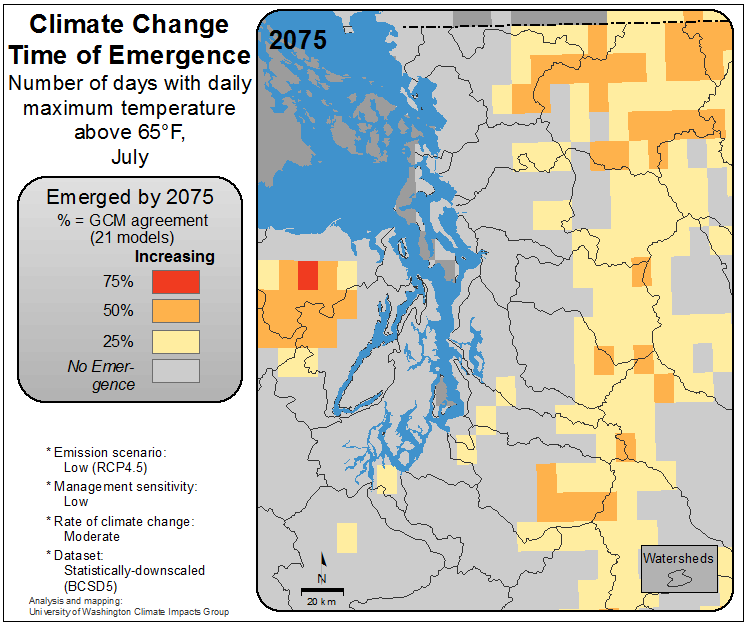 Climate Change
Time of Emergence
Number of days with daily
maximum temperature
above 65°F,
July
Emerged by 2075
% = GCM agreement
(21 models)
Increasing
75%
50%
25%
No Emer-
gence
* Emission scenario:
Low (RCP4.5)
* Management sensitivity:
Low
* Rate of climate change:
Moderate
* Dataset:
Statistically-downscaled
(BCSD5)
Analysis and mapping:
University of Washington Climate Impacts Group
2075
N
20 km
Watersheds